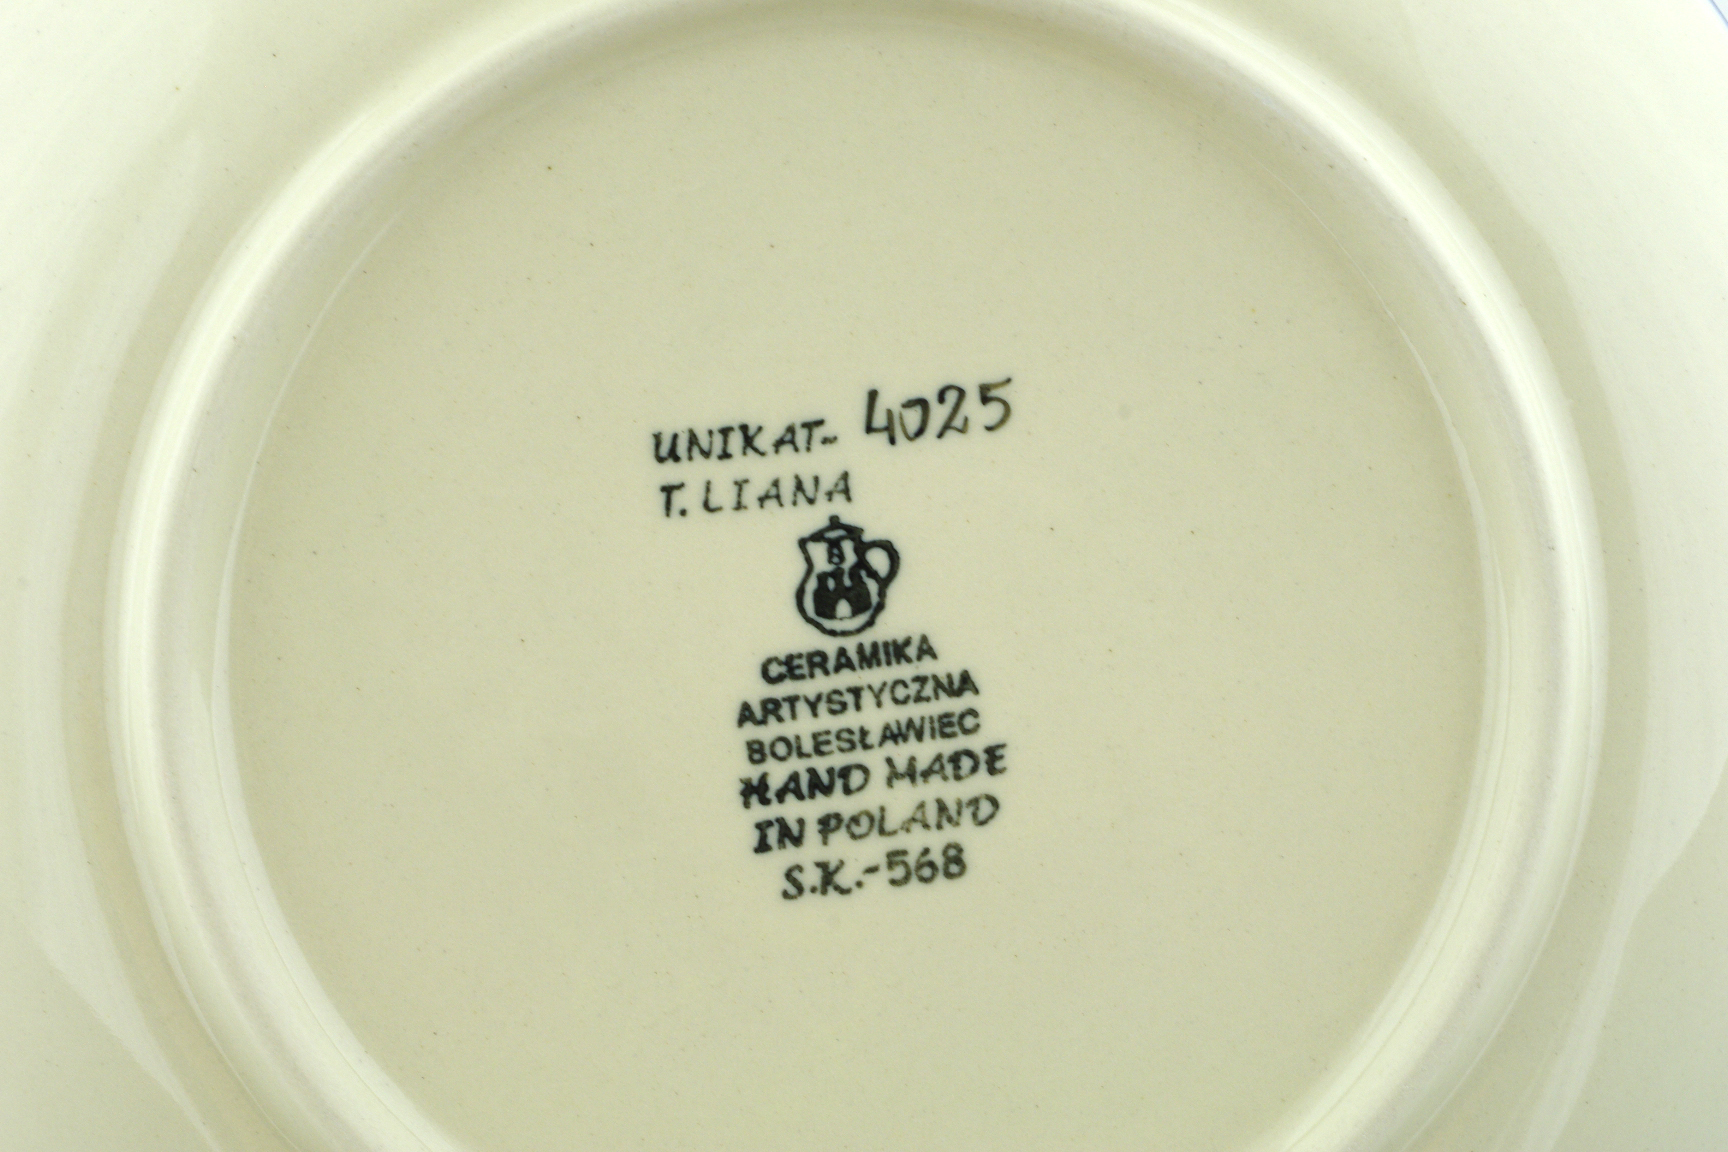 UNIKAT- 4025
T. LIANA
CERAMIKA
ARTYSTYCZNA
BOLESŁAWIEC
HAND MADE
IN POLAND
S.K.-568